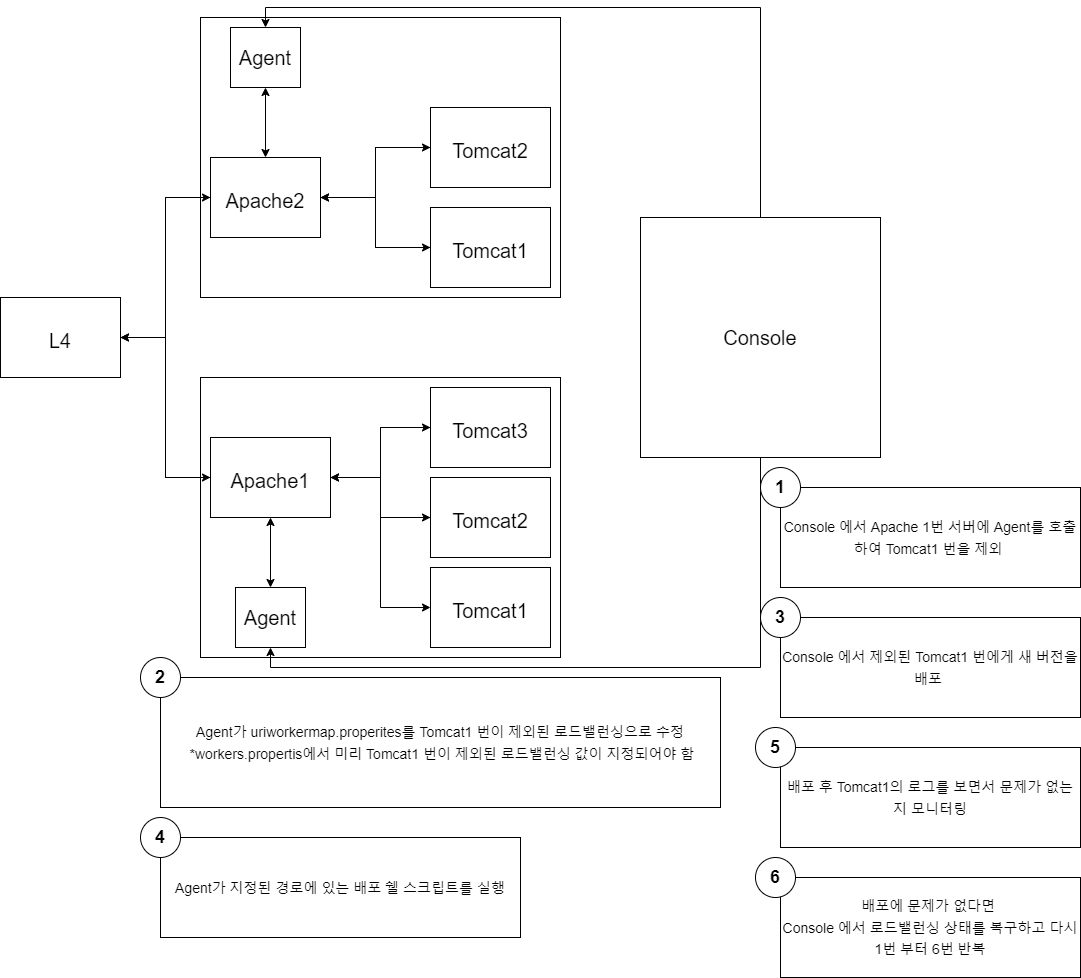 Agent
Tomcat2
Apache2
Tomcat1
L4
Console
Tomcat3
Apache1
Tomcat2
Agent
Tomcat1
1
Console 에서 Apache 1번 서버에 Agent를 호출
하여 Tomcat1 번을 제외
2
Agent가 uriworkermap.properites를 Tomcat1 번이 제외된 로드밸런싱으로 수정
*workers.propertis에서 미리 Tomcat1 번이 제외된 로드밸런싱 값이 지정되어야 함
3
Console 에서 제외된 Tomcat1 번에게 새 버전을
배포
4
Agent가 지정된 경로에 있는 배포 쉘 스크립트를 실행
5
배포 후 Tomcat1의 로그를 보면서 문제가 없는
지 모니터링
6
배포에 문제가 없다면
Console 에서 로드밸런싱 상태를 복구하고 다시
1번 부터 6번 반복